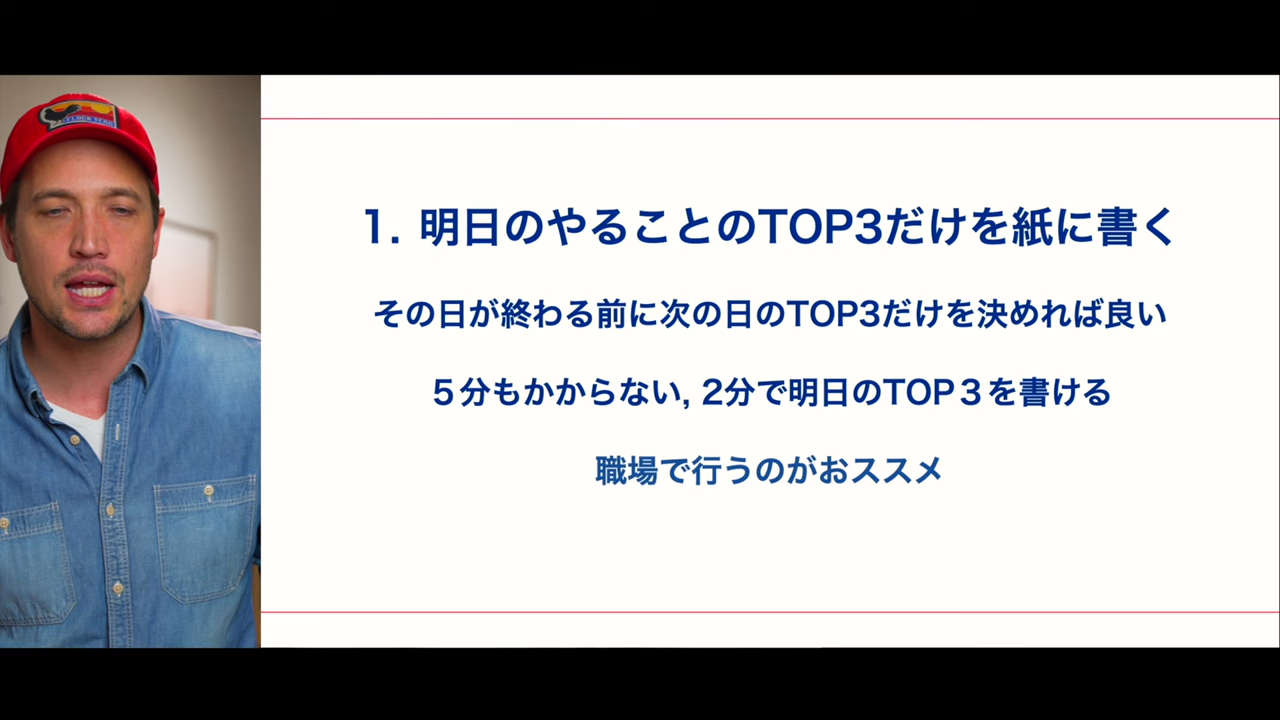 1. 明日のやることのTOP3だけを紙に書く
その日が終わる前に次の日のTOP3だけを決めれば良い
５分もかからない, 2分で明日のTOP３を書ける
職場で行うのがおススメ